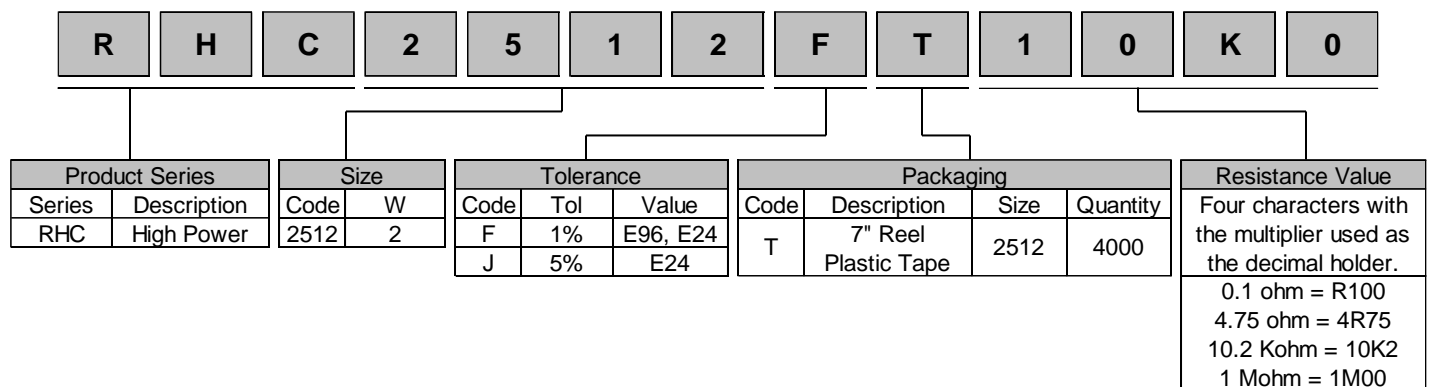 R H C 2 5 1 2 F T 1 0 K 0
Product Series
Series Description
RHC High Power
Size
Code W
2512 2
Tolerance
Code Tol Value
F 1% E96, E24
J 5% E24
Packaging
Code Description Size Quantity
T 7" Reel Plastic Tape 2512 4000
Resistance Value
Four characters with
the multiplier used as
the decimal holder.
0.1 ohm = R100
4.75 ohm = 4R75
10.2 Kohm = 10K2
1 Mohm = 1M00